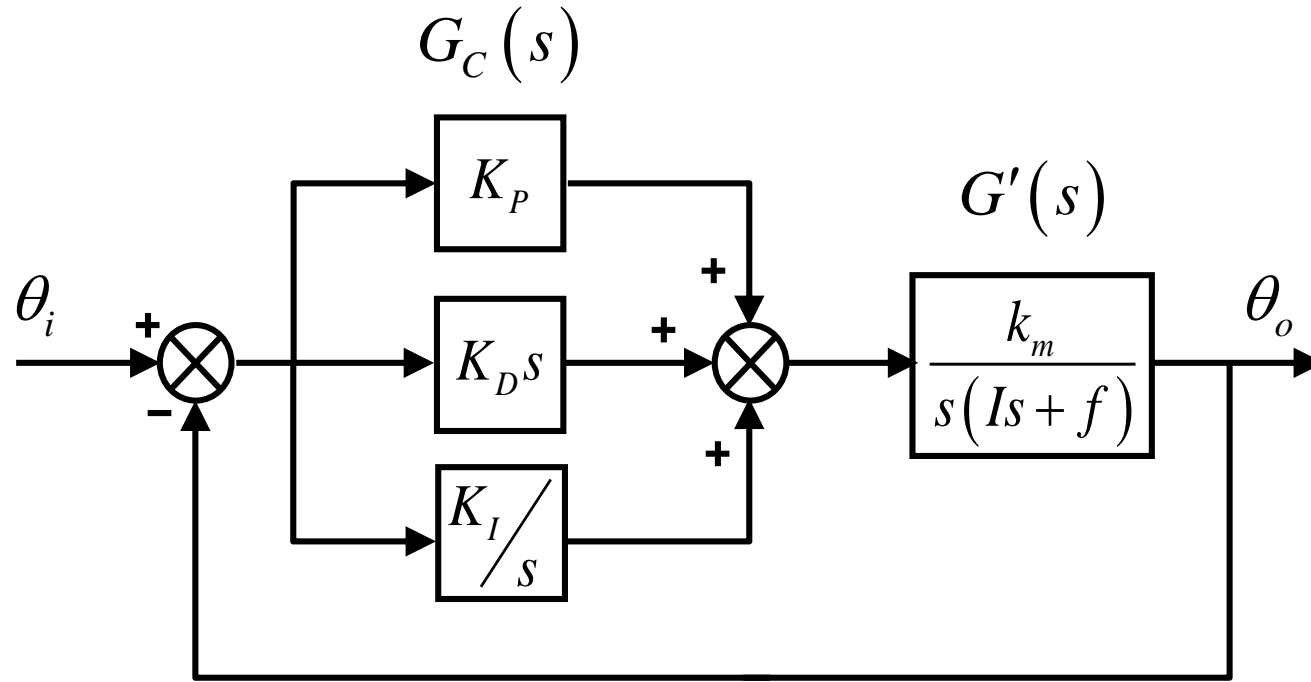 G_C(s)
K_P
G'(s)
θ_i
+
+
+
K_D s
k_m
s(Is + f)
θ_o
−
+
K_I/s